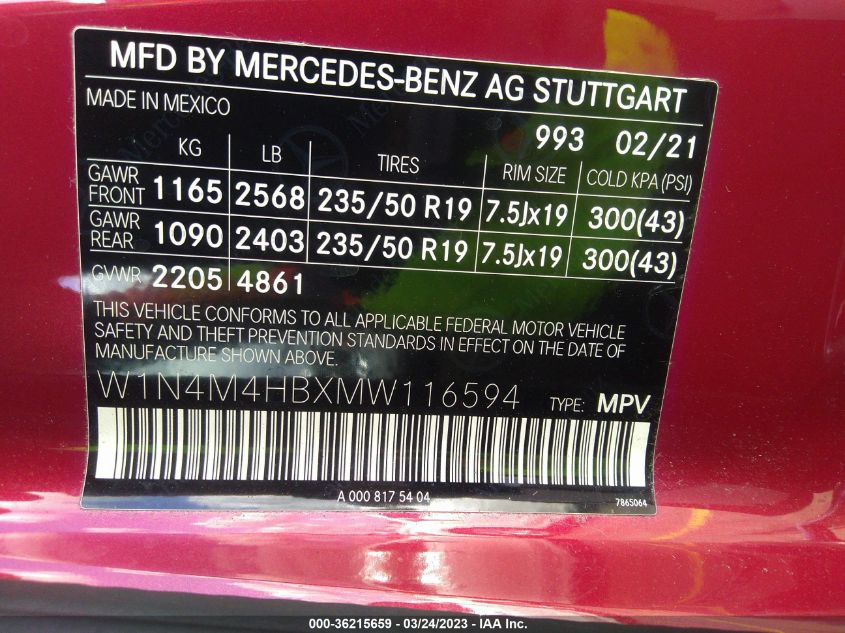 MFD BY MERCEDES-BENZ AG STUTTGART
MADE IN MEXICO
993 02/21
KG LB TIRES RIM SIZE COLD KPA (PSI)
GAWR FRONT 1165 2568 235/50 R19 7.5Jx19 300(43)
GAWR REAR 1090 2403 235/50 R19 7.5Jx19 300(43)
GVWR 2205 4861
THIS VEHICLE CONFORMS TO ALL APPLICABLE FEDERAL MOTOR VEHICLE
SAFETY AND THEFT PREVENTION STANDARDS IN EFFECT ON THE DATE OF
MANUFACTURE SHOWN ABOVE.
W1N4M4HBXMW116594 TYPE: MPV
A 000 817 54 04
7865064
000-36215659 - 03/24/2023 - IAA Inc.